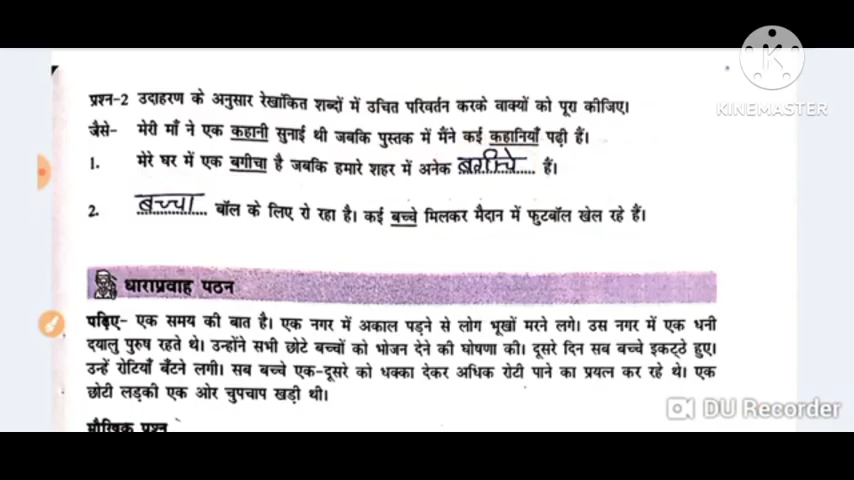 KINEMASTER
प्रश्न-2 उदाहरण के अनुसार रेखांकित शब्दों में उचित परिवर्तन करके वाक्यों को पूरा कीजिए।
जैसे- मेरी माँ ने एक कहानी सुनाई थी जबकि पुस्तक में मैंने कई कहानियाँ पढ़ी हैं।
1. मेरे घर में एक बगीचा है जबकि हमारे शहर में अनेक बगीचे हैं।
2. बच्चा बॉल के लिए रो रहा है। कई बच्चे मिलकर मैदान में फुटबॉल खेल रहे हैं।
धाराप्रवाह पठन
पढ़िए- एक समय की बात है। एक नगर में अकाल पड़ने से लोग भूखों मरने लगे। उस नगर में एक धनी
दयालु पुरुष रहते थे। उन्होंने सभी छोटे बच्चों को भोजन देने की घोषणा की। दूसरे दिन सब बच्चे इकट्ठे हुए।
उन्हें रोटियाँ बँटने लगी। सब बच्चे एक-दूसरे को धक्का देकर अधिक रोटी पाने का प्रयत्न कर रहे थे। एक
छोटी लड़की एक ओर चुपचाप खड़ी थी।
DU Recorder
मौखिक प्रश्न